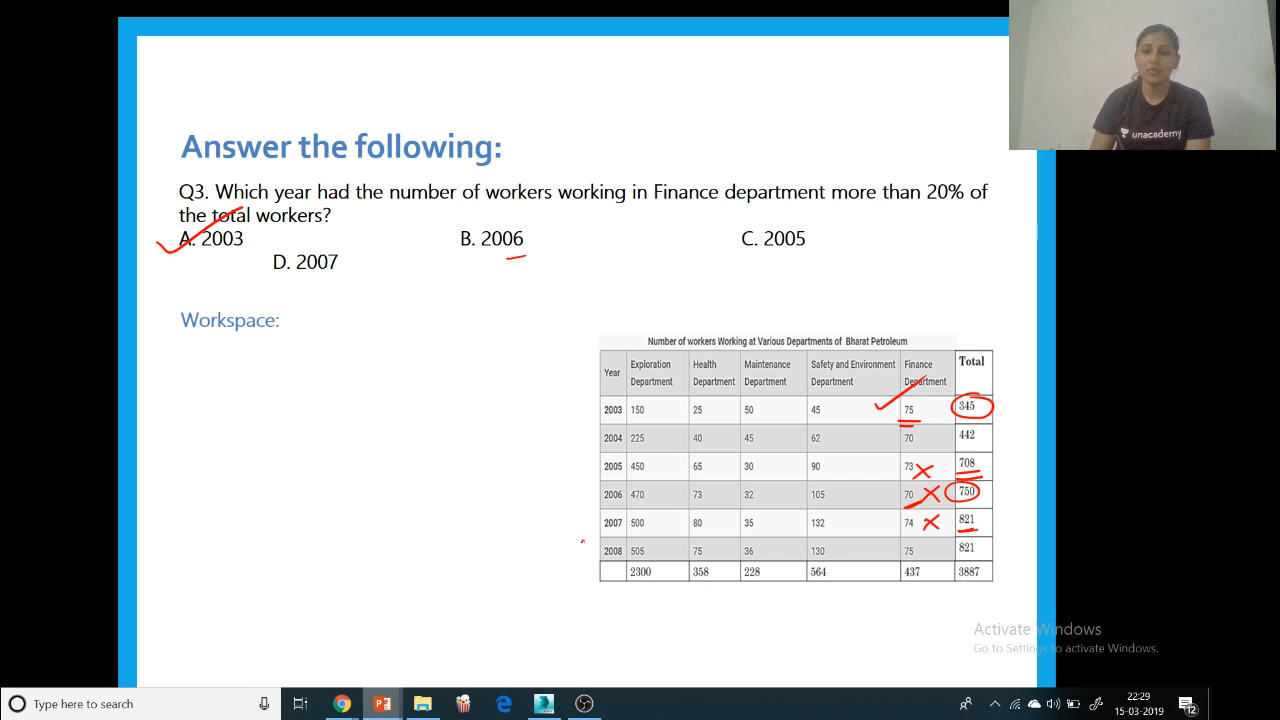 unacademy
Answer the following:
Q3. Which year had the number of workers working in Finance department more than 20% of
the total workers?
A. 2003 B. 2006 C. 2005
D. 2007
Workspace:
Number of workers Working at Various Departments of Bharat Petroleum
Year Exploration Department Health Department Maintenance Department Safety and Environment Department Finance Department Total
2003 150 25 50 45 75 345
2004 225 40 45 62 70 442
2005 450 65 30 90 73 708
2006 470 73 32 105 70 750
2007 500 80 35 132 74 821
2008 505 75 36 130 75 821
2300 358 228 564 437 3887
Activate Windows
Go to Settings to activate Windows.
Type here to search
22:29
15-03-2019
12